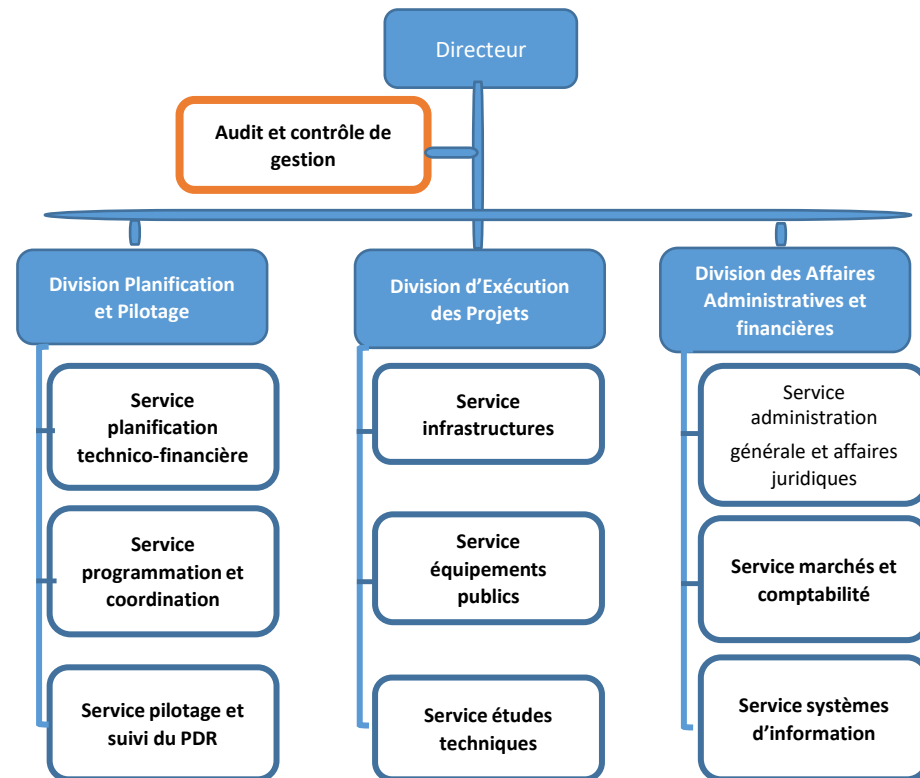 Directeur
Audit et contrôle de
gestion
Division Planification
et Pilotage
Service
planification
technico-financière
Service
programmation et
coordination
Service pilotage et
suivi du PDR
Division d'Exécution
des Projets
Service
infrastructures
Service
équipements
publics
Service études
techniques
Division des Affaires
Administratives et
financières
Service
administration
générale et affaires
juridiques
Service marchés et
comptabilité
Service systèmes
d'information